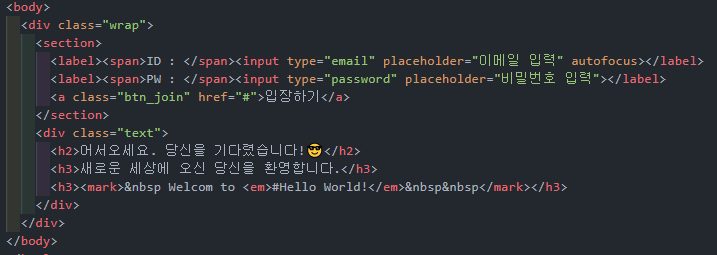 <body>
<div class="wrap">
<section>
<label><span>ID : </span><input type="email" placeholder="이메일 입력" autofocus></label>
<label><span>PW : </span><input type="password" placeholder="비밀번호 입력"></label>
<a class="btn_join" href="#">입장하기</a>
</section>
<div class="text">
<h2>어서오세요. 당신을 기다렸습니다!😎</h2>
<h3>새로운 세상에 오신 당신을 환영합니다.</h3>
<h3><mark>&nbsp Welcom to <em>#Hello World!</em>&nbsp&nbsp</mark></h3>
</div>
</div>
</body>